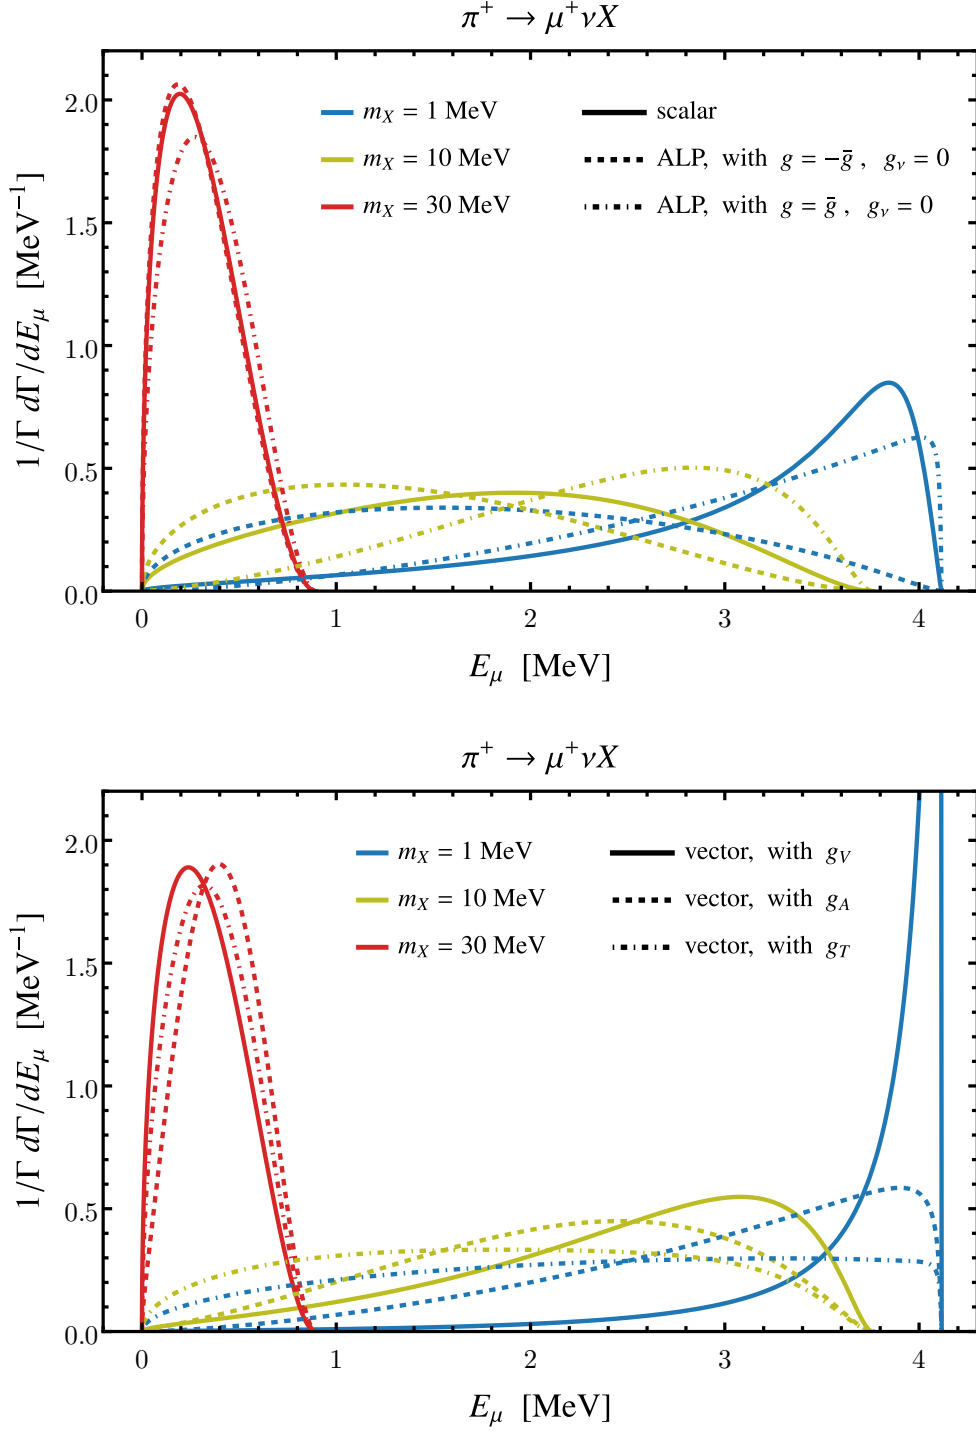 π⁺ → μ⁺νX
1/Γ dΓ/dE_μ [MeV⁻¹]
2.0
1.5
1.0
0.5
0.0
m_X = 1 MeV
m_X = 10 MeV
m_X = 30 MeV
scalar
ALP, with g = −ḡ , g_ν = 0
ALP, with g = ḡ , g_ν = 0
0 1 2 3 4
E_μ [MeV]
π⁺ → μ⁺νX
1/Γ dΓ/dE_μ [MeV⁻¹]
2.0
1.5
1.0
0.5
0.0
m_X = 1 MeV
m_X = 10 MeV
m_X = 30 MeV
vector, with g_V
vector, with g_A
vector, with g_T
0 1 2 3 4
E_μ [MeV]